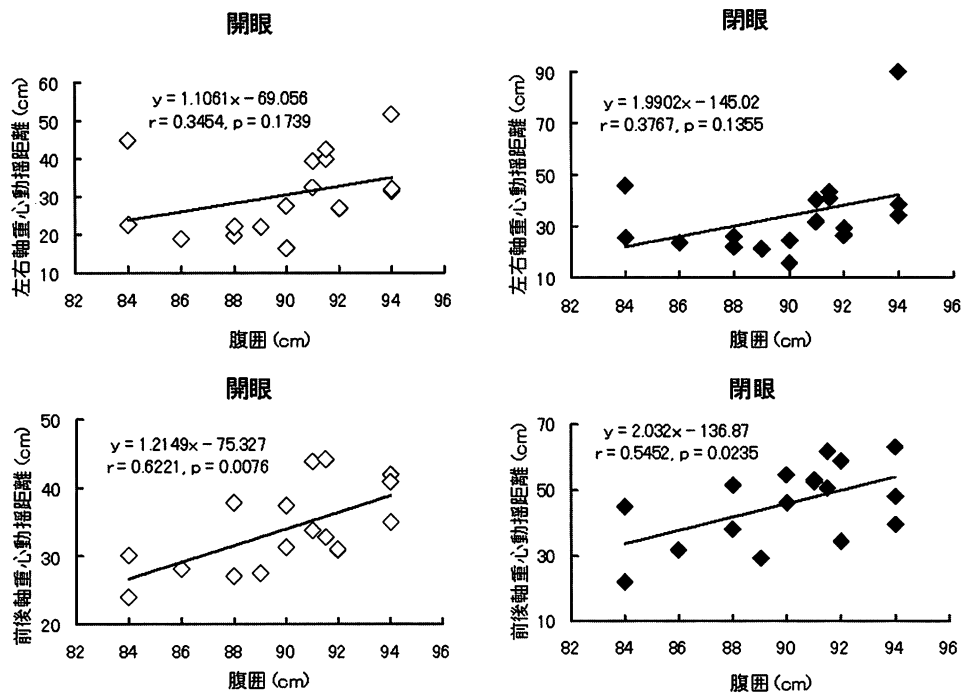 開眼
左右軸重心動揺距離(cm)
60
50
40
30
20
10
y = 1.1061x − 69.056
r = 0.3454, p = 0.1739
82 84 86 88 90 92 94 96
腹囲(cm)
閉眼
左右軸重心動揺距離(cm)
90
70
50
30
10
y = 1.9902x − 145.02
r = 0.3767, p = 0.1355
82 84 86 88 90 92 94 96
腹囲(cm)
開眼
前後軸重心動揺距離(cm)
50
40
30
20
y = 1.2149x − 75.327
r = 0.6221, p = 0.0076
82 84 86 88 90 92 94 96
腹囲(cm)
閉眼
前後軸重心動揺距離(cm)
70
50
30
10
y = 2.032x − 136.87
r = 0.5452, p = 0.0235
82 84 86 88 90 92 94 96
腹囲(cm)